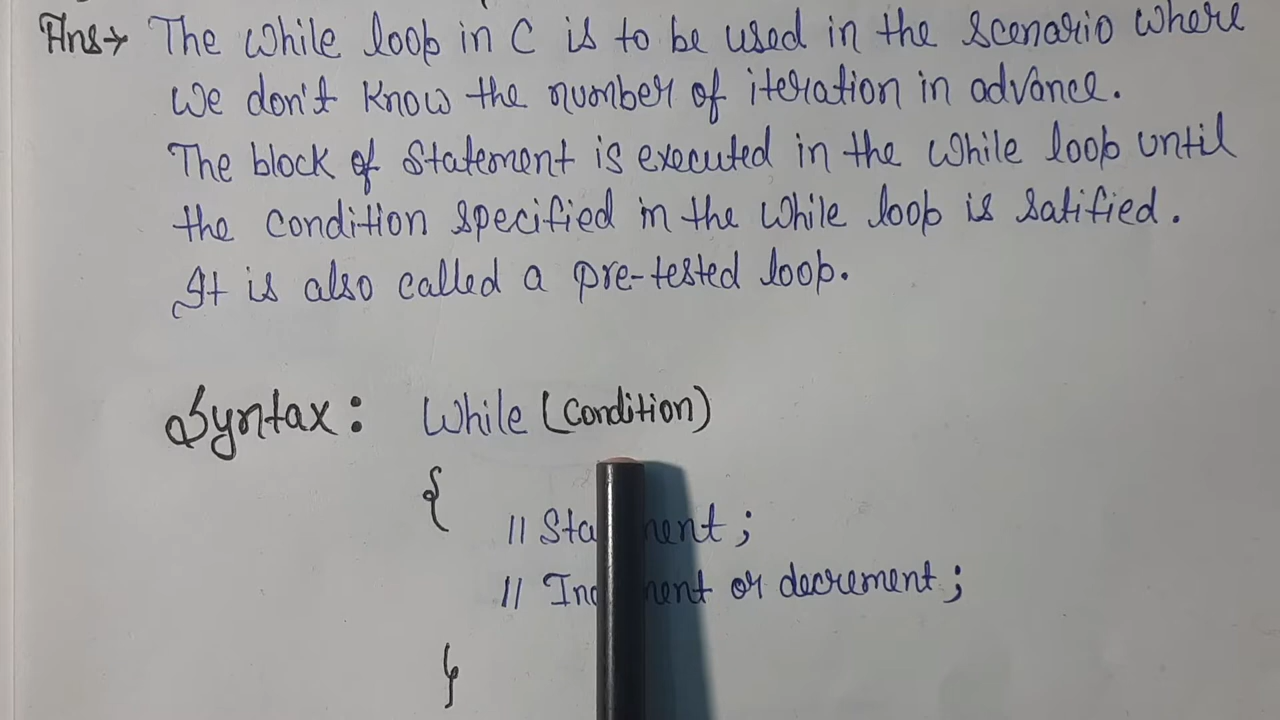 Ans→ The while loop in C is to be used in the scenario where
we don't know the number of iteration in advance.
The block of statement is executed in the while loop until
the condition specified in the while loop is satified.
It is also called a pre-tested loop.
Syntax: While (Condition)
{
// ;
// or decrement;
}